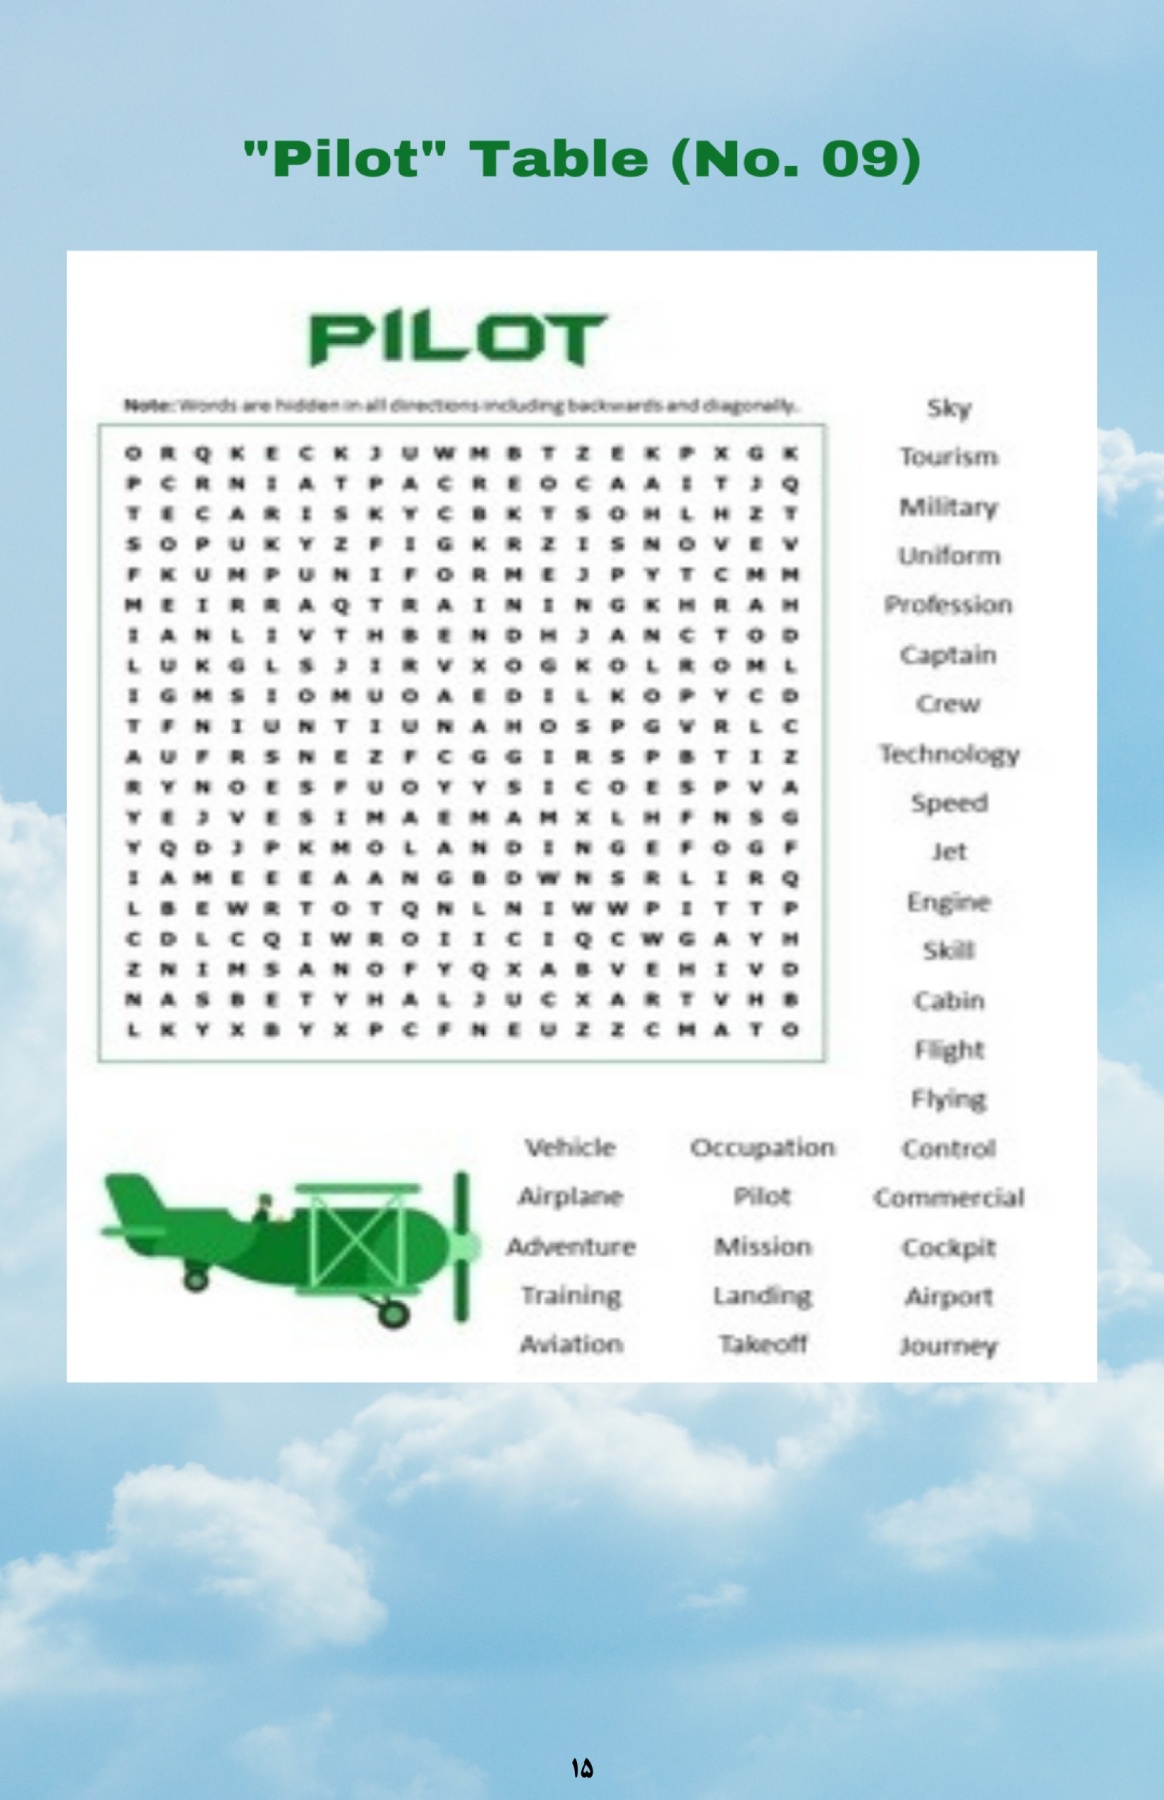 "Pilot" Table (No. 09)
PILOT
Note: Words are hidden in all directions including backwards and diagonally.
O R Q K E C K J U W M B T Z E K P X G K
P C R N I A T P A C R E O C A A I T J Q
T E C A R I S K Y C B K T S O H L H Z T
S O P U K Y Z F I G K R Z I S N O V E V
F K U M P U N I F O R M E J P Y T C M M
M E I R R A Q T R A I N I N G K H R A H
I A N L I V T H B E N D H J A N C T O D
L U K G L S J I R V X O G K O L R O M L
I G M S I O M U O A E D I L K O P Y C D
T F N I U N T I U N A H O S P G V R L C
A U F R S N E Z F C G G I R S P B T I Z
R Y N O E S F U O Y Y S I C O E S P V A
Y E J V E S I M A E M A M X L H F N S G
Y Q D J P K M O L A N D I N G E F O G F
I A M E E E A A N G B D W N S R L I R Q
L B E W R T O T Q N L N I W W P I T T P
C D L C Q I W R O I I C I Q C W G A Y H
Z N I M S A N O F Y Q X A B V E H I V D
N A S B E T Y H A L J U C X A R T V H B
L K Y X B Y X P C F N E U Z Z C M A T O
Sky
Tourism
Military
Uniform
Profession
Captain
Crew
Technology
Speed
Jet
Engine
Skill
Cabin
Flight
Flying
Vehicle Occupation Control
Airplane Pilot Commercial
Adventure Mission Cockpit
Training Landing Airport
Aviation Takeoff Journey
۱۵